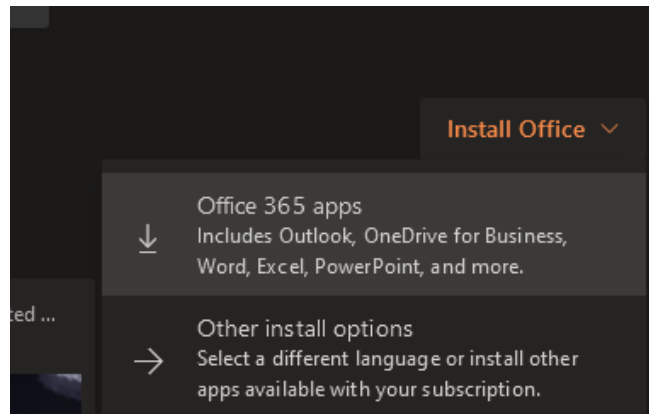 Install Office
Office 365 apps
Includes Outlook, OneDrive for Business,
Word, Excel, PowerPoint, and more.
ted ...
Other install options
Select a different language or install other
apps available with your subscription.